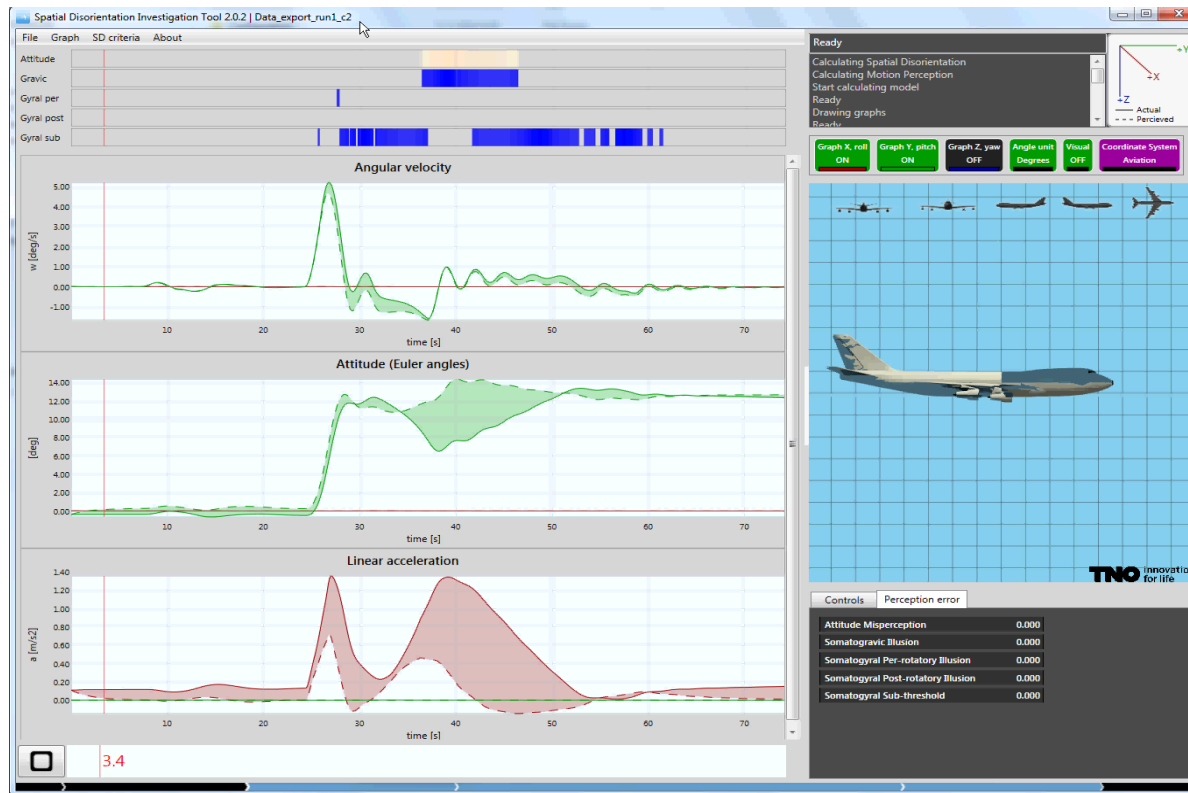 Spatial Disorientation Investigation Tool 2.0.2 | Data_export_run1_c2
File Graph SD criteria About
Attitude
Gravic
Gyral per
Gyral post
Gyral sub
Angular velocity
w [deg/s]
5.00
4.00
3.00
2.00
1.00
0.00
-1.00
10 20 30 40 50 60 70
time [s]
Attitude (Euler angles)
[deg]
14.00
12.00
10.00
8.00
6.00
4.00
2.00
0.00
10 20 30 40 50 60 70
time [s]
Linear acceleration
a [m/s2]
1.40
1.20
1.00
0.80
0.60
0.40
0.20
0.00
10 20 30 40 50 60 70
time [s]
3.4
Ready
Calculating Spatial Disorientation
Calculating Motion Perception
Start calculating model
Ready
Drawing graphs
Ready
+Y
+X
+Z
Actual
Percieved
Graph X, roll ON
Graph Y, pitch ON
Graph Z, yaw OFF
Angle unit Degrees
Visual OFF
Coordinate System Aviation
TNO innovation for life
Controls Perception error
Attitude Misperception 0.000
Somatogravic Illusion 0.000
Somatogyral Per-rotatory Illusion 0.000
Somatogyral Post-rotatory Illusion 0.000
Somatogyral Sub-threshold 0.000